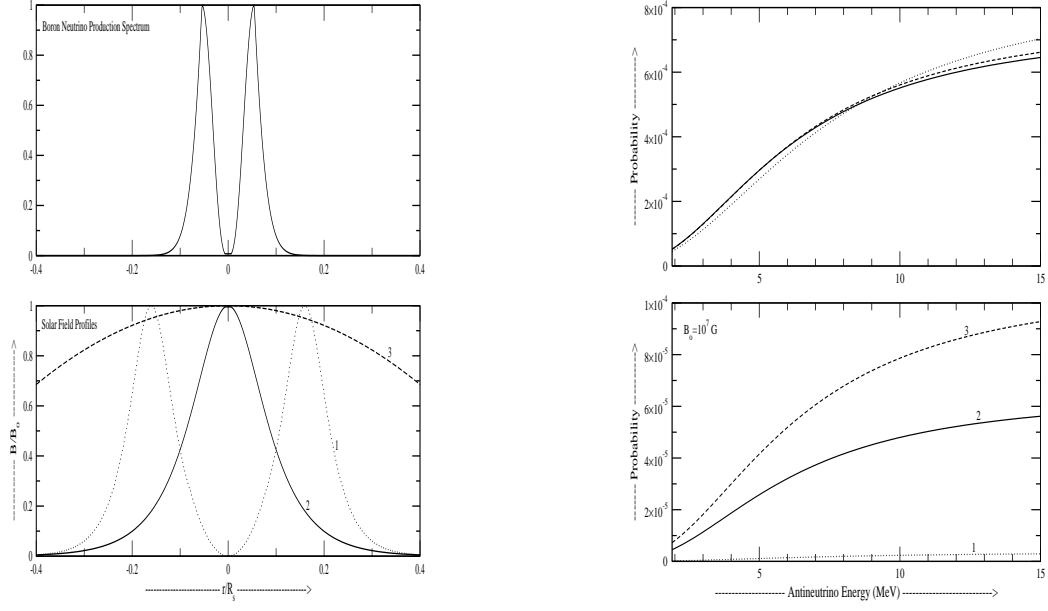 Boron Neutrino Production Spectrum
1
0.8
0.6
0.4
0.2
0
-0.4 -0.2 0 0.2 0.4
Solar Field Profiles
1
0.8
0.6
0.4
0.2
0
3
1
2
B/B₀
-0.4 -0.2 0 0.2 0.4
r/Rₛ
8×10⁻⁴
6×10⁻⁴
4×10⁻⁴
2×10⁻⁴
0
Probability
5 10 15
1×10⁻⁴
8×10⁻⁵
6×10⁻⁵
4×10⁻⁵
2×10⁻⁵
0
Probability
B₀=10⁷ G
3
2
1
5 10 15
Antineutrino Energy (MeV)